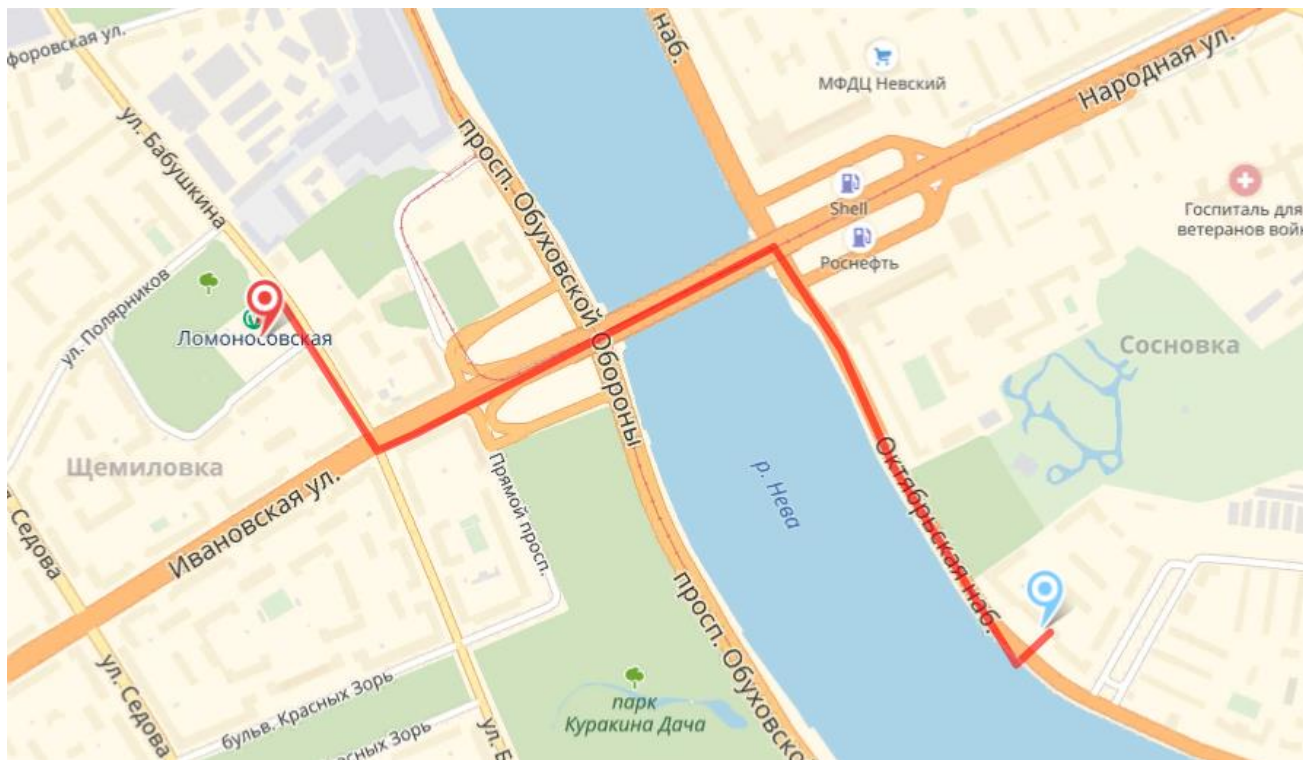 форовская ул.
ул. Бабушкина
просп. Обуховской Обороны
наб.
МФДЦ Невский
Народная ул.
Shell
Роснефть
Госпиталь для
ветеранов войн
ул. Полярников
Ломоносовская
Сосновка
Щемиловка
Ивановская ул.
Прямой просп.
р. Нева
Октябрьская наб.
Седова
ул. Седова
просп. Обуховско
бульв. Красных Зорь
сных Зорь
ул. Б
парк
Куракина Дача